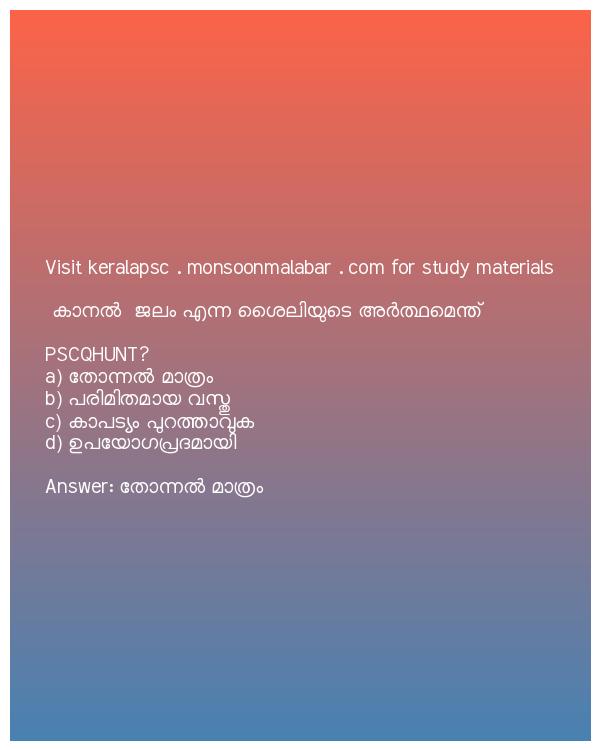 Visit keralapsc . monsoonmalabar . com for study materials
കാനൽ ജലം എന്ന ശൈലിയുടെ അർത്ഥമെന്ത്
PSCQHUNT?
a) തോന്നൽ മാത്രം
b) പരിമിതമായ വസ്തു
c) കാപട്യം പുറത്താവുക
d) ഉപയോഗപ്രദമായി
Answer: തോന്നൽ മാത്രം